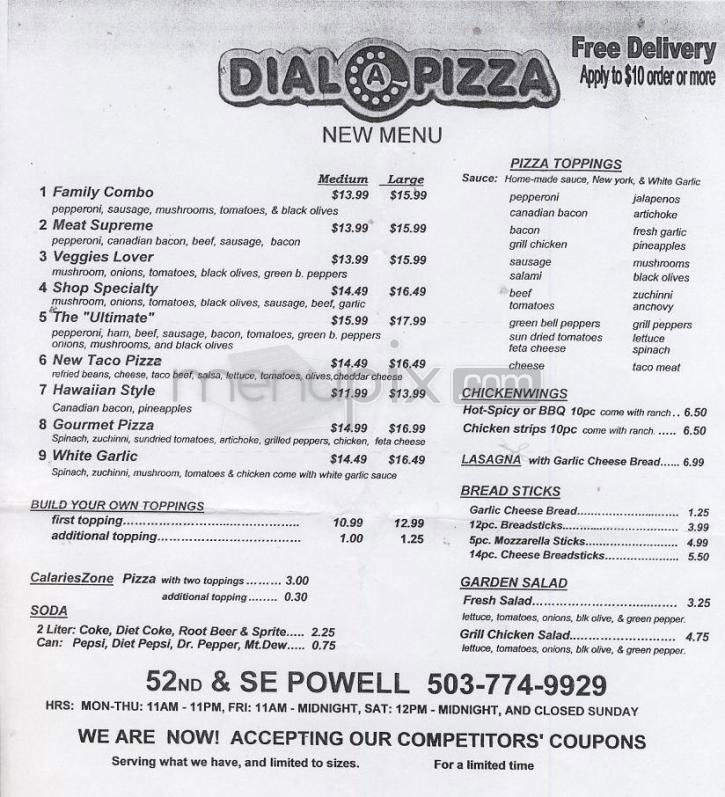 DIAL A PIZZA
Free Delivery
Apply to $10 order or more
NEW MENU
Medium Large
1 Family Combo $13.99 $15.99
pepperoni, sausage, mushrooms, tomatoes, & black olives
2 Meat Supreme $13.99 $15.99
pepperoni, canadian bacon, beef, sausage, bacon
3 Veggies Lover $13.99 $15.99
mushroom, onions, tomatoes, black olives, green b. peppers
4 Shop Specialty $14.49 $16.49
mushroom, onions, tomatoes, black olives, sausage, beef, garlic
5 The "Ultimate" $15.99 $17.99
pepperoni, ham, beef, sausage, bacon, tomatoes, green b. peppers
onions, mushrooms, and black olives
6 New Taco Pizza $14.49 $16.49
refried beans, cheese, taco beef, salsa, lettuce, tomatoes, olives,cheddar cheese
7 Hawaiian Style $11.99 $13.99
Canadian bacon, pineapples
8 Gourmet Pizza $14.99 $16.99
Spinach, zuchinni, sundried tomatoes, artichoke, grilled peppers, chicken, feta cheese
9 White Garlic $14.49 $16.49
Spinach, zuchinni, mushroom, tomatoes & chicken come with white garlic sauce
BUILD YOUR OWN TOPPINGS
first topping............................................ 10.99 12.99
additional topping................................... 1.00 1.25
CalariesZone Pizza with two toppings ......... 3.00
additional topping ........ 0.30
SODA
2 Liter: Coke, Diet Coke, Root Beer & Sprite..... 2.25
Can: Pepsi, Diet Pepsi, Dr. Pepper, Mt.Dew..... 0.75
PIZZA TOPPINGS
Sauce: Home-made sauce, New york, & White Garlic
pepperoni jalapenos
canadian bacon artichoke
bacon fresh garlic
grill chicken pineapples
sausage mushrooms
salami black olives
beef zuchinni
tomatoes anchovy
green bell peppers grill peppers
sun dried tomatoes lettuce
feta cheese spinach
cheese taco meat
CHICKENWINGS
Hot-Spicy or BBQ 10pc come with ranch.. 6.50
Chicken strips 10pc come with ranch. ..... 6.50
LASAGNA with Garlic Cheese Bread...... 6.99
BREAD STICKS
Garlic Cheese Bread........................ 1.25
12pc. Breadsticks............................ 3.99
5pc. Mozzarella Sticks..................... 4.99
14pc. Cheese Breadsticks................ 5.50
GARDEN SALAD
Fresh Salad.................................... 3.25
lettuce, tomatoes, onions, blk olive, & green pepper.
Grill Chicken Salad........................... 4.75
lettuce, tomatoes, onions, blk olive, & green pepper.
menupix.com
52ND & SE POWELL 503-774-9929
HRS: MON-THU: 11AM - 11PM, FRI: 11AM - MIDNIGHT, SAT: 12PM - MIDNIGHT, AND CLOSED SUNDAY
WE ARE NOW! ACCEPTING OUR COMPETITORS' COUPONS
Serving what we have, and limited to sizes. For a limited time